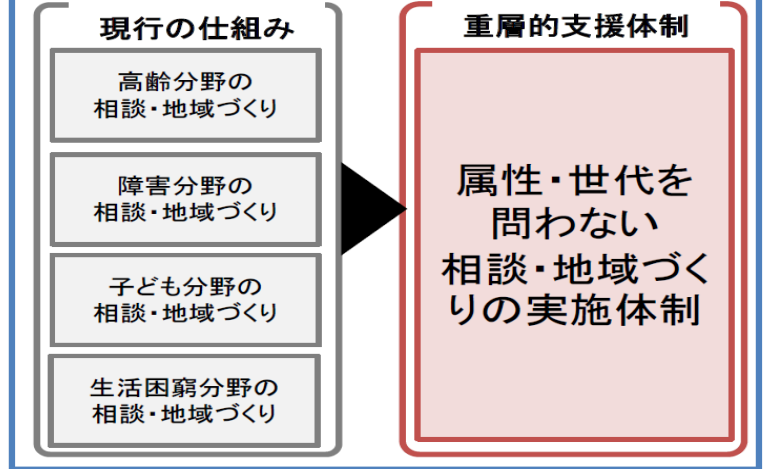 現行の仕組み
高齢分野の
相談・地域づくり
障害分野の
相談・地域づくり
子ども分野の
相談・地域づくり
生活困窮分野の
相談・地域づくり
重層的支援体制
属性・世代を
問わない
相談・地域づく
りの実施体制